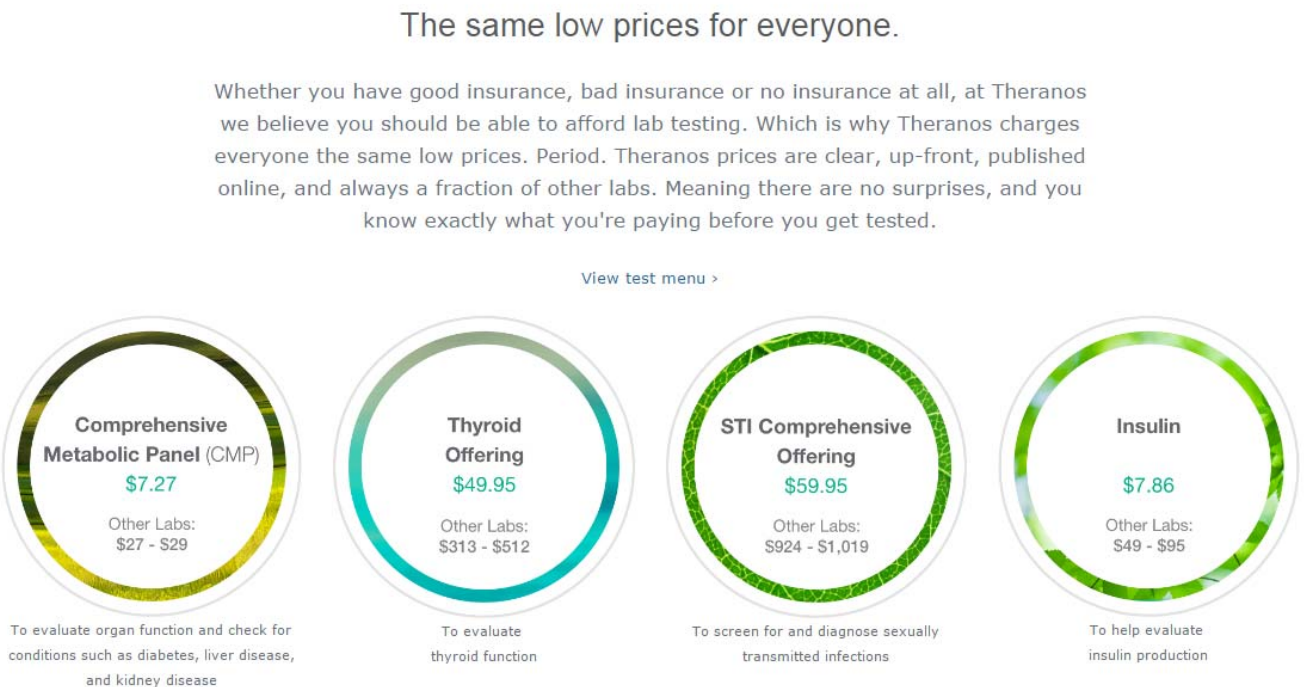 The same low prices for everyone.
Whether you have good insurance, bad insurance or no insurance at all, at Theranos
we believe you should be able to afford lab testing. Which is why Theranos charges
everyone the same low prices. Period. Theranos prices are clear, up-front, published
online, and always a fraction of other labs. Meaning there are no surprises, and you
know exactly what you're paying before you get tested.
View test menu ›
Comprehensive
Metabolic Panel (CMP)
$7.27
Other Labs:
$27 - $29
To evaluate organ function and check for
conditions such as diabetes, liver disease,
and kidney disease
Thyroid
Offering
$49.95
Other Labs:
$313 - $512
To evaluate
thyroid function
STI Comprehensive
Offering
$59.95
Other Labs:
$924 - $1,019
To screen for and diagnose sexually
transmitted infections
Insulin
$7.86
Other Labs:
$49 - $95
To help evaluate
insulin production